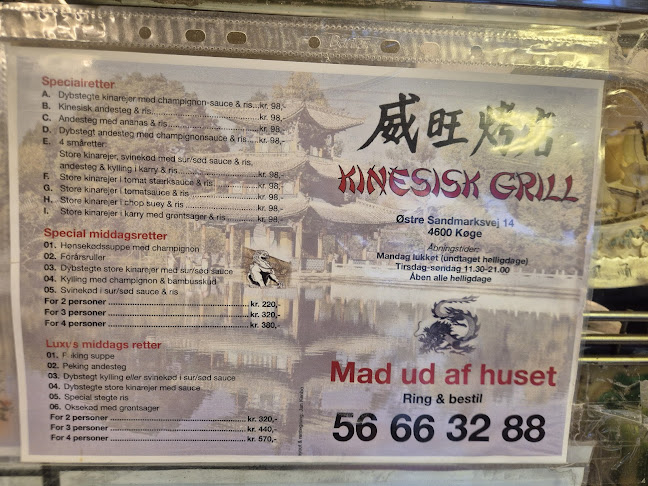 Specialretter
A. Dybstegte kinarejer med champignon-sauce & ris...kr. 98,-
B. Kinesisk andesteg & ris ... kr. 98,-
C. Andesteg med ananas & ris ... kr. 98,-
D. Dybstegt andesteg med champignonsauce & ris... kr. 98,-
E. 4 småretter:
Store kinarejer, svinekød med sur/sød sauce & ris,
andesteg & kylling i karry & ris ... kr. 98,-
F. Store kinarejer i tomat stærksauce & ris ... kr. 98,-
G. Store kinarejer i tomatsauce & ris ... kr. 98,-
H. Store kinarejer i chop suey & ris ... kr. 98,-
I. Store kinarejer i karry med grøntsager & ris ... kr. 98,-
Special middagsretter
01. Hønsekødssuppe med champignon
02. Forårsruller
03. Dybstegte store kinarejer med sur/sød sauce
04. Kylling med champignon & bambusskud
05. Svinekød i sur/sød sauce & ris
For 2 personer ... kr. 220,-
For 3 personer ... kr. 320,-
For 4 personer ... kr. 380,-
Luxus middags retter
01. Peking suppe
02. Peking andesteg
03. Dybstegt kylling eller svinekød i sur/sød sauce
04. Dybstegte store kinarejer med sauce
05. Special stegte ris
06. Oksekød med grøntsager
For 2 personer ... kr. 320,-
For 3 personer ... kr. 440,-
For 4 personer ... kr. 570,-
威旺烤
KINESISK GRILL
Østre Sandmarksvej 14
4600 Køge
Åbningstider:
Mandag lukket (undtaget helligdage)
Tirsdag-søndag 11.30-21.00
Åben alle helligdage
Mad ud af huset
Ring & bestil
56 66 32 88